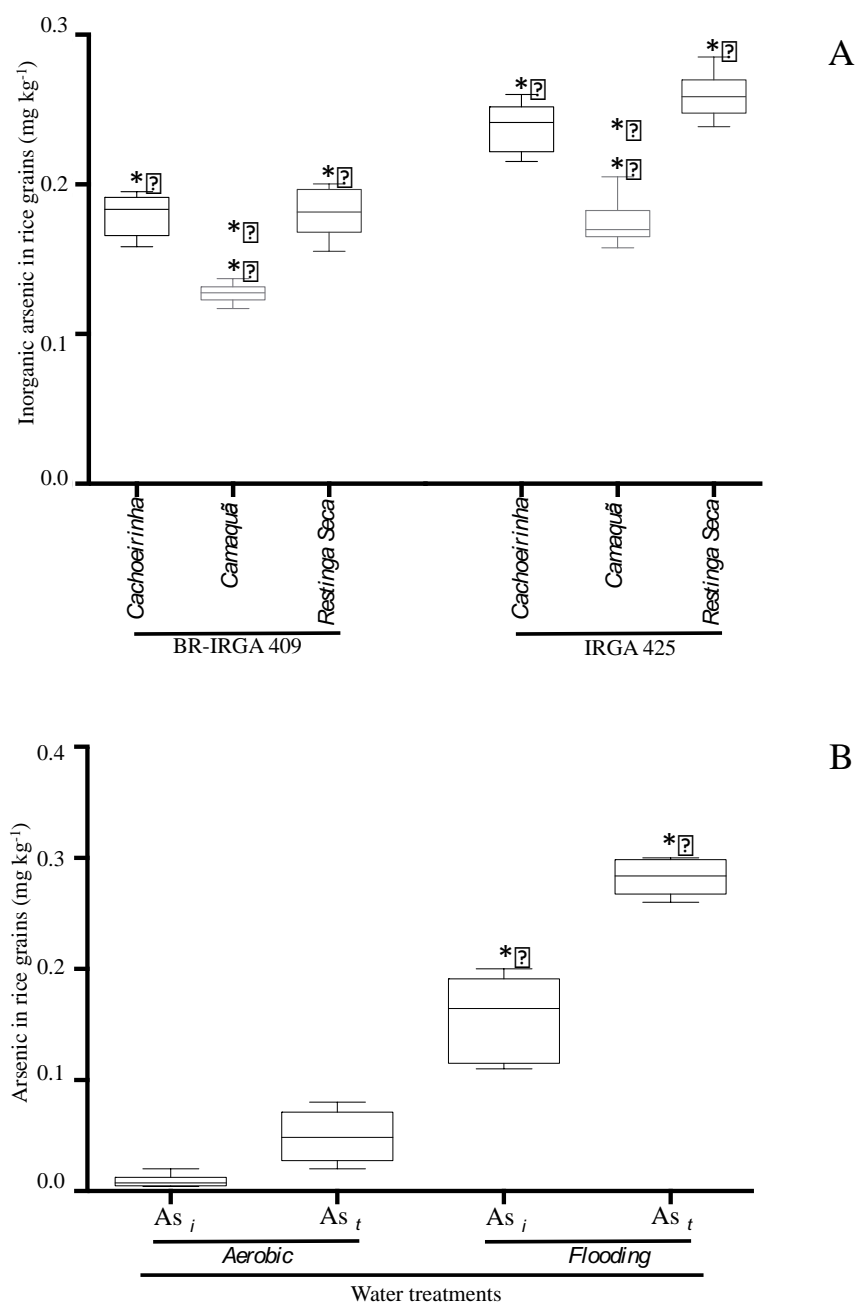 A
Inorganic arsenic in rice grains (mg kg⁻¹)
0.3
0.2
0.1
0.0
*?
*?
*?
*?
*?
*?
*?
*?
Cachoeirinha
Camaquã
Restinga Seca
Cachoeirinha
Camaquã
Restinga Seca
BR-IRGA 409
IRGA 425
B
Arsenic in rice grains (mg kg⁻¹)
0.4
0.3
0.2
0.1
0.0
*?
*?
As i
As t
As i
As t
Aerobic
Flooding
Water treatments